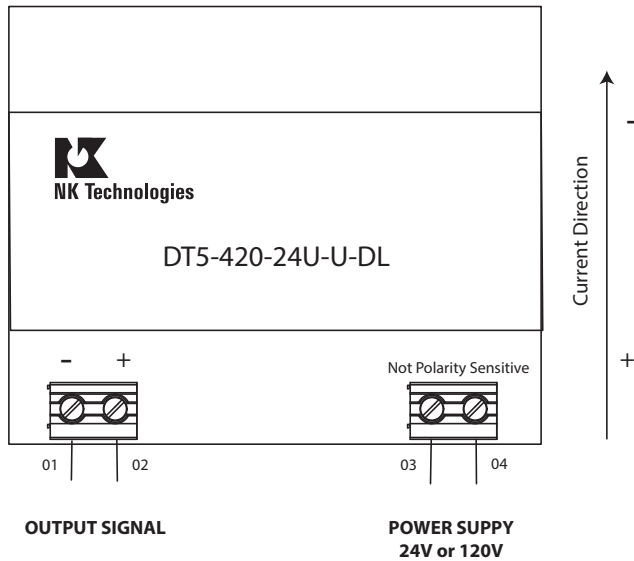 NK
NK Technologies
DT5-420-24U-U-DL
Current Direction
-
+
- +
Not Polarity Sensitive
01 02
03 04
OUTPUT SIGNAL
POWER SUPPY
24V or 120V